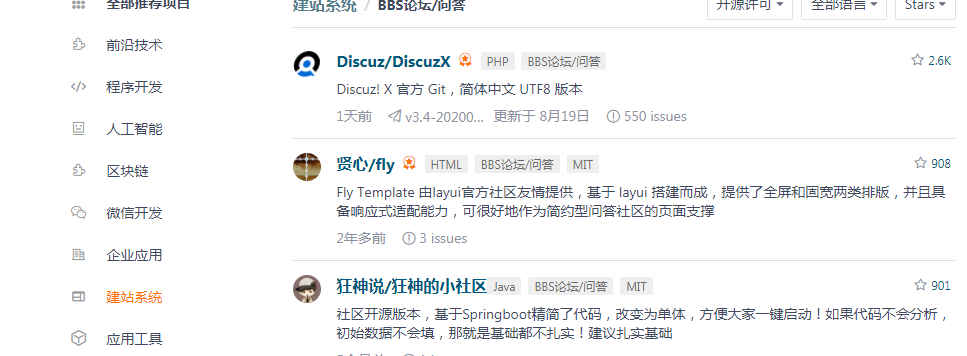 全部推荐项目
建站系统 / BBS论坛/问答
开源许可 全部语言 Stars
前沿技术
程序开发
人工智能
区块链
微信开发
企业应用
建站系统
应用工具
Discuz/DiscuzX PHP BBS论坛/问答 2.6K
Discuz! X 官方 Git，简体中文 UTF8 版本
1天前 v3.4-20200... 更新于 8月19日 550 issues
贤心/fly HTML BBS论坛/问答 MIT 908
Fly Template 由layui官方社区友情提供，基于 layui 搭建而成，提供了全屏和固宽两类排版，并且具
备响应式适配能力，可很好地作为简约型问答社区的页面支撑
2年多前 3 issues
狂神说/狂神的小社区 Java BBS论坛/问答 MIT 901
社区开源版本，基于Springboot精简了代码，改变为单体，方便大家一键启动！如果代码不会分析，
初始数据不会填，那就是基础都不扎实！建议扎实基础